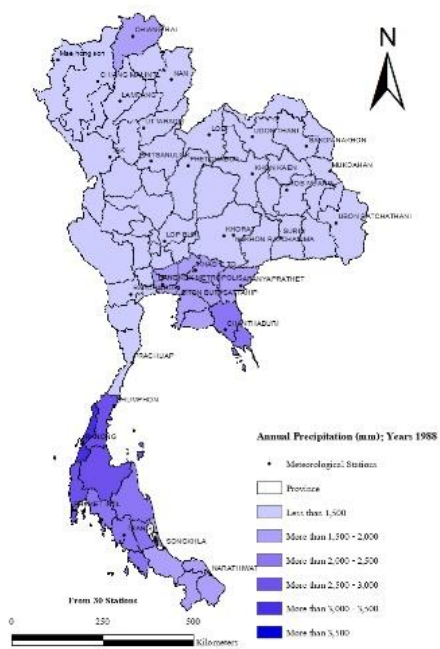 N
CHIANG RAI
Mae hong son
NAN
LAMPANG
UTTARADIT
LOEI
UDON THANI
SAKON NAKHON
PHITSANULOK
PHETCHABUN
KHON KAEN
MUKDAHAN
UBON RATCHATHANI
LOP BURI
KHORAT
SURIN
NAKHON RATCHASIMA
BANGKOK METROPOLIS
ARANYAPRATHET
CHANTHABURI
PRACHUAP
CHUMPHON
RANONG
SONGKHLA
NARATHIWAT
Annual Precipitation (mm); Years 1988
Meteorological Stations
Province
Less than 1,500
More than 1,500 - 2,000
More than 2,000 - 2,500
More than 2,500 - 3,000
More than 3,000 - 3,500
More than 3,500
From 30 Stations
0 250 500
Kilometers